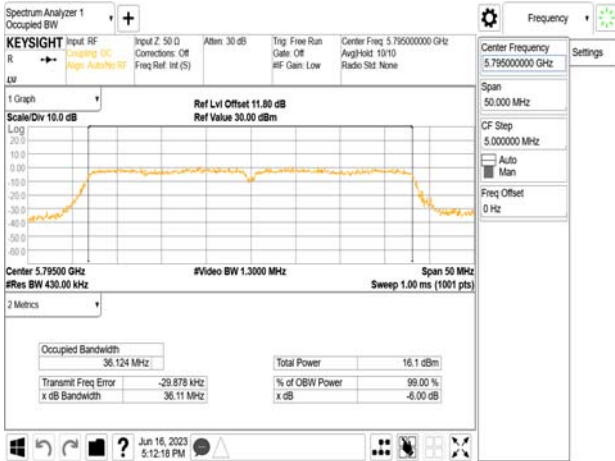 Spectrum Analyzer 1
Occupied BW
Frequency
KEYSIGHT
R
Input: RF
Coupling: DC
Align: Auto/No RF
Input Z: 50 Ω
Corrections: Off
Freq Ref: Int (S)
Atten: 30 dB
Trig: Free Run
Gate: Off
#IF Gain: Low
Center Freq: 5.795000000 GHz
Avg|Hold: 10/10
Radio Std: None
Center Frequency
5.795000000 GHz
Settings
Span
50.000 MHz
CF Step
5.000000 MHz
Auto
Man
Freq Offset
0 Hz
1 Graph
Scale/Div 10.0 dB
Ref Lvl Offset 11.80 dB
Ref Value 30.00 dBm
Log
20.0
10.0
0.00
-10.0
-20.0
-30.0
-40.0
-50.0
-60.0
Center 5.79500 GHz
#Res BW 430.00 kHz
#Video BW 1.3000 MHz
Span 50 MHz
Sweep 1.00 ms (1001 pts)
2 Metrics
Occupied Bandwidth
36.124 MHz
Total Power
16.1 dBm
Transmit Freq Error
-29.878 kHz
% of OBW Power
99.00 %
x dB Bandwidth
36.11 MHz
x dB
-6.00 dB
?
Jun 16, 2023
5:12:18 PM